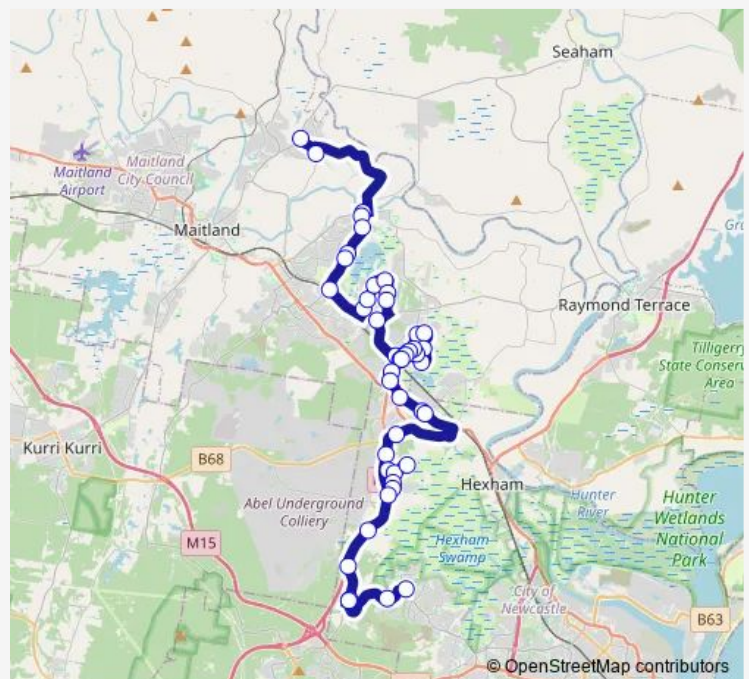 Seaham
Maitland
City Council
Maitland
Airport
Maitland
Raymond Terrace
Tilligerry
State Conserv
Area
Kurri Kurri
B68
Hexham
Abel Underground
Colliery
Hunter
River
Hunter
Wetlands
National
Park
M15
Hexham
Swamp
City of
Newcastle
B63
© OpenStreetMap contributors